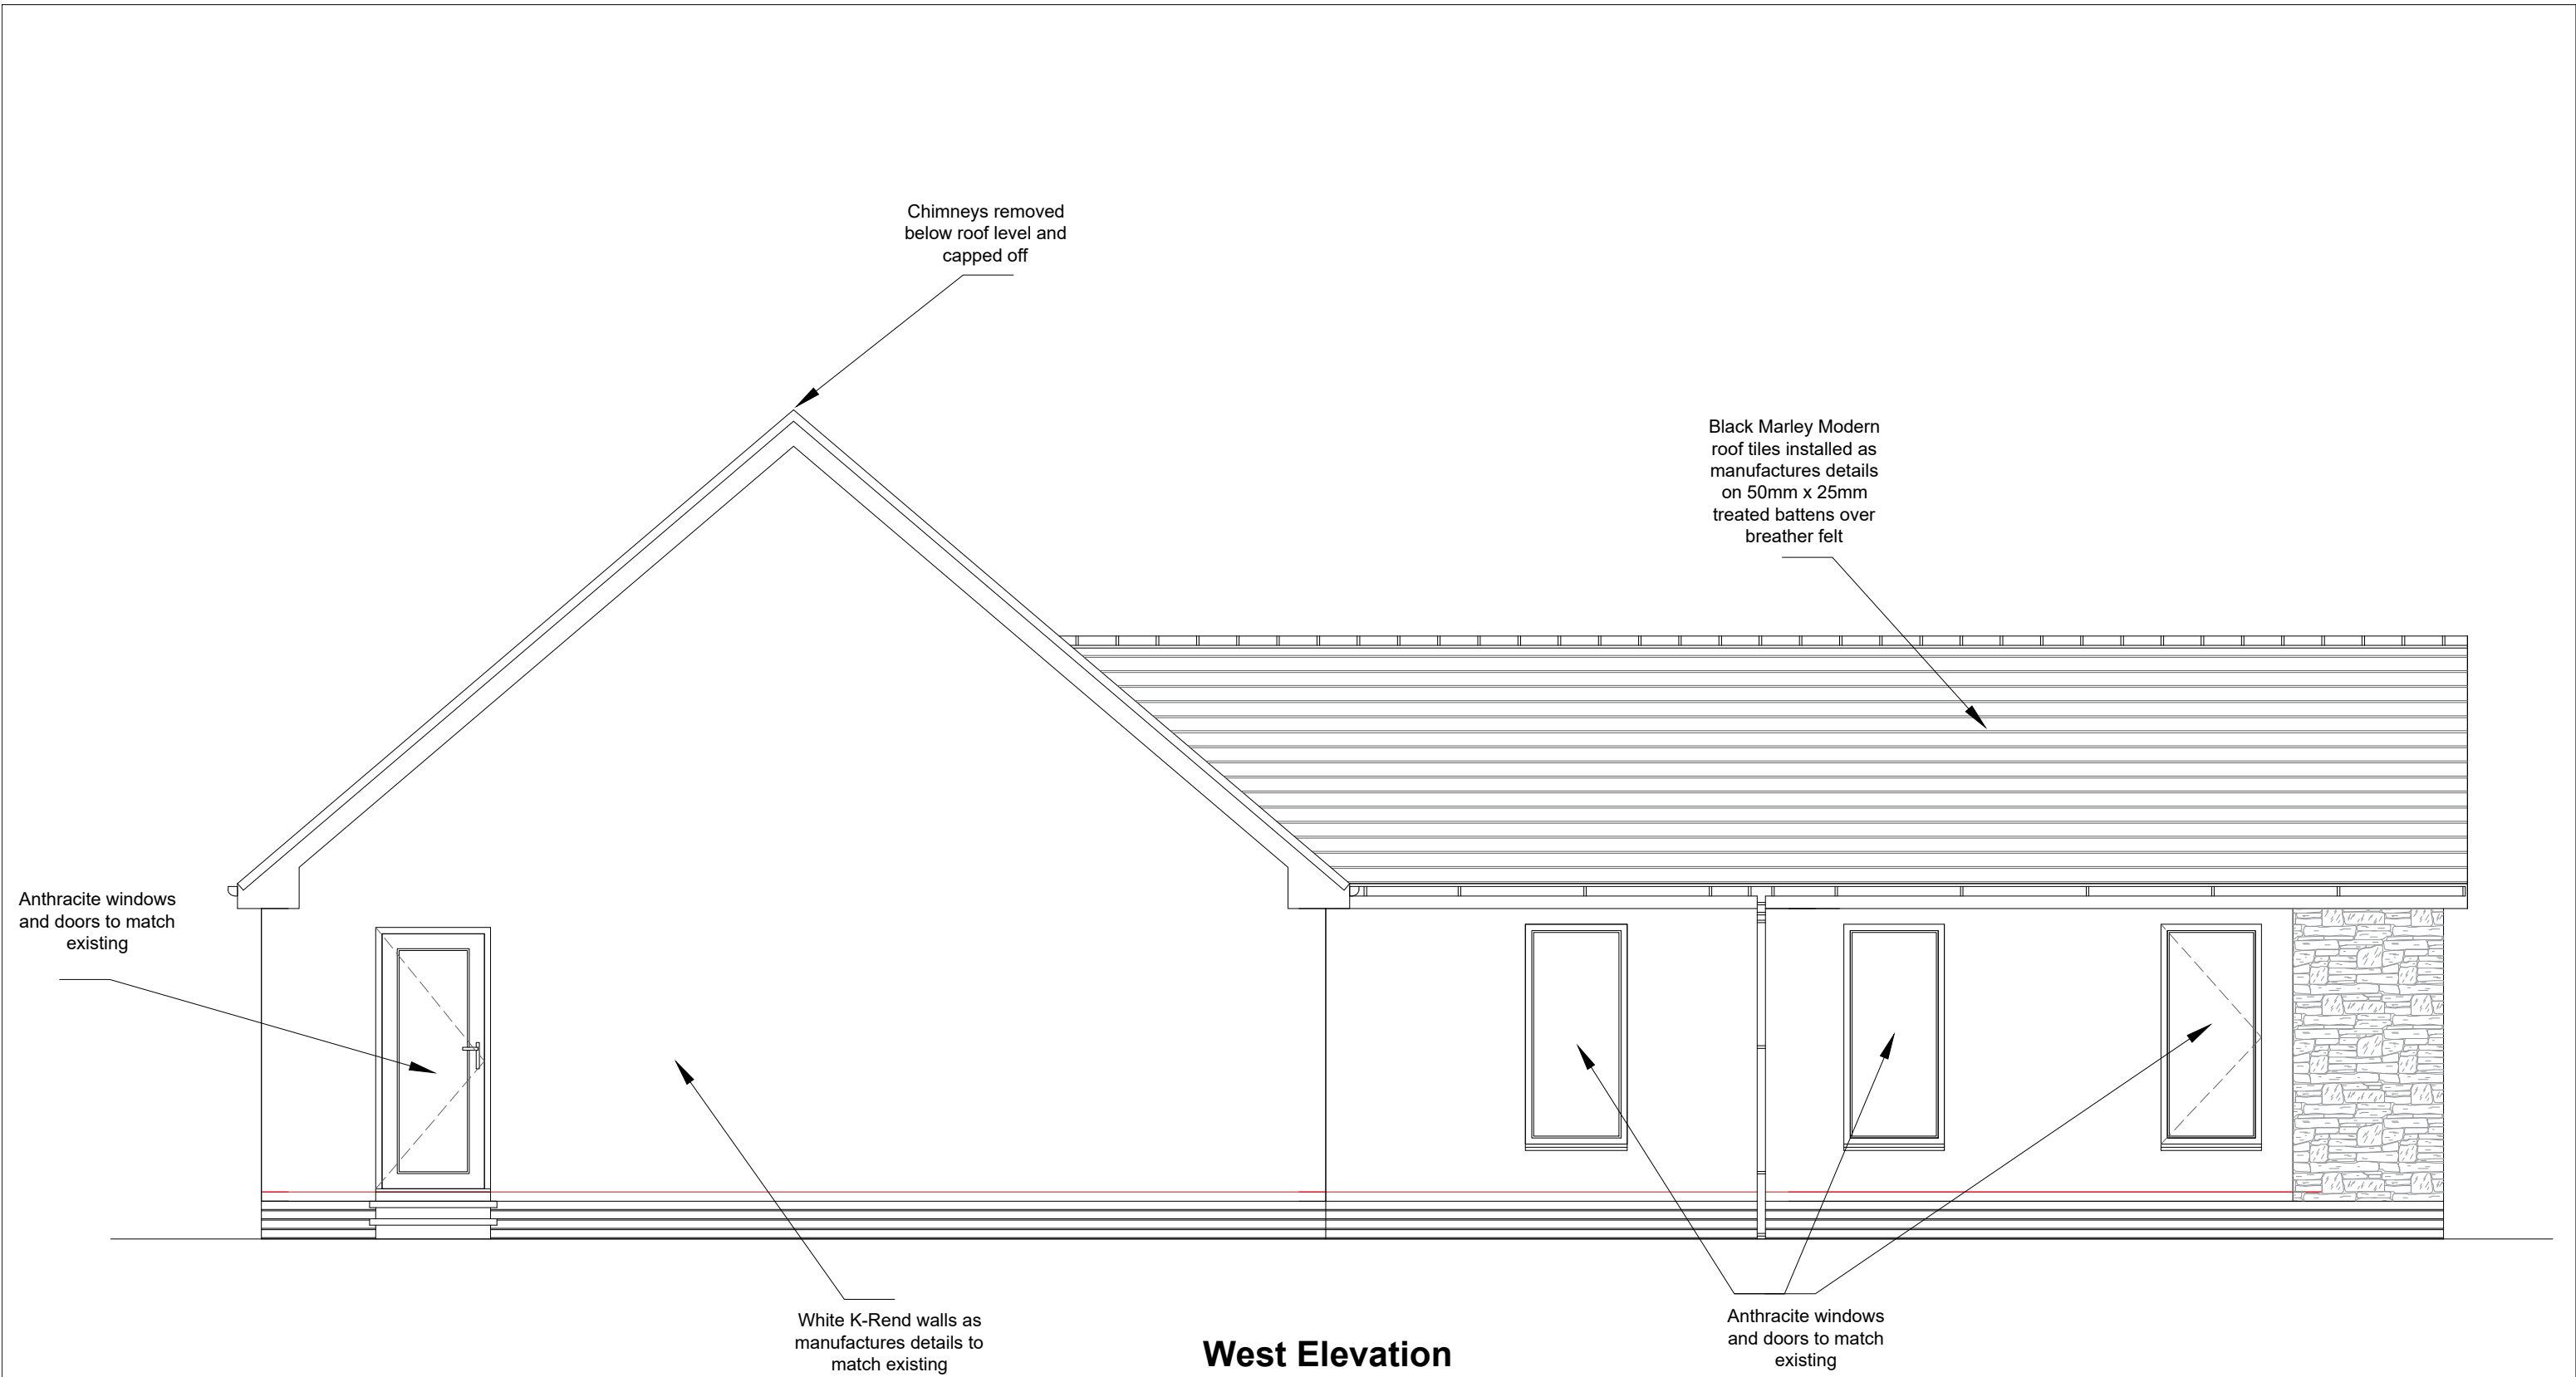 Chimneys removed
below roof level and
capped off
Black Marley Modern
roof tiles installed as
manufactures details
on 50mm x 25mm
treated battens over
breather felt
Anthracite windows
and doors to match
existing
White K-Rend walls as
manufactures details to
match existing
West Elevation
Anthracite windows
and doors to match
existing